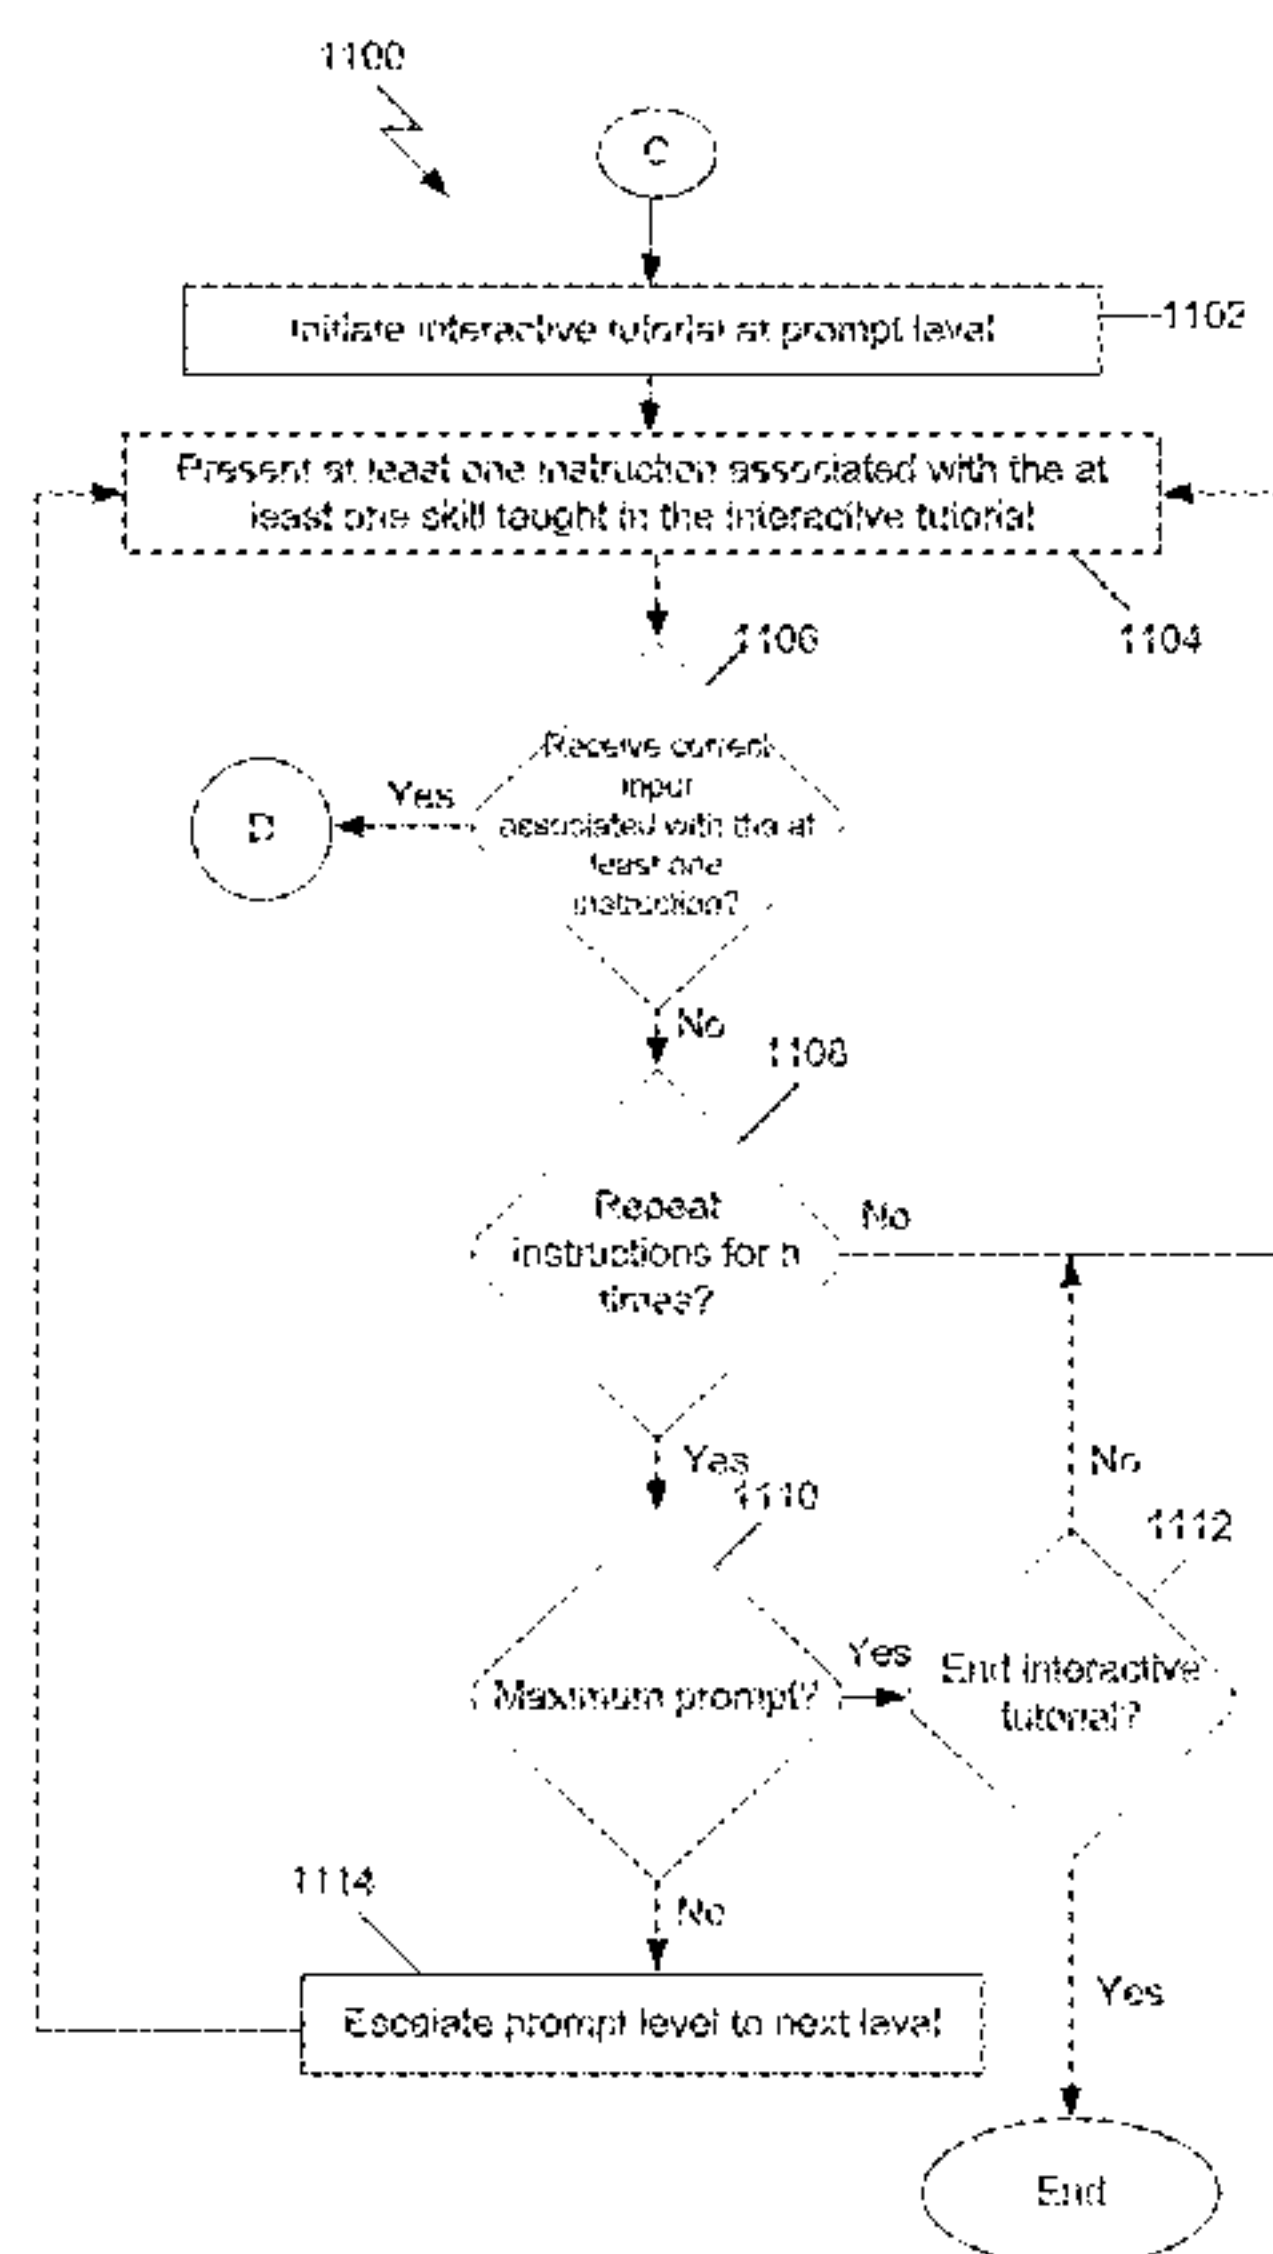 1100
C
Initiate interactive tutorial at prompt level
1102
Present at least one instruction associated with the at
least one skill taught in the interactive tutorial
1104
1106
Receive current
input
associated with the at
least one
instruction?
Yes
D
No
1108
Repeat
instructions for n
times?
No
Yes
1110
No
1112
Maximum prompt?
Yes
End interactive
tutorial?
1114
No
Escalate prompt level to next level
Yes
End